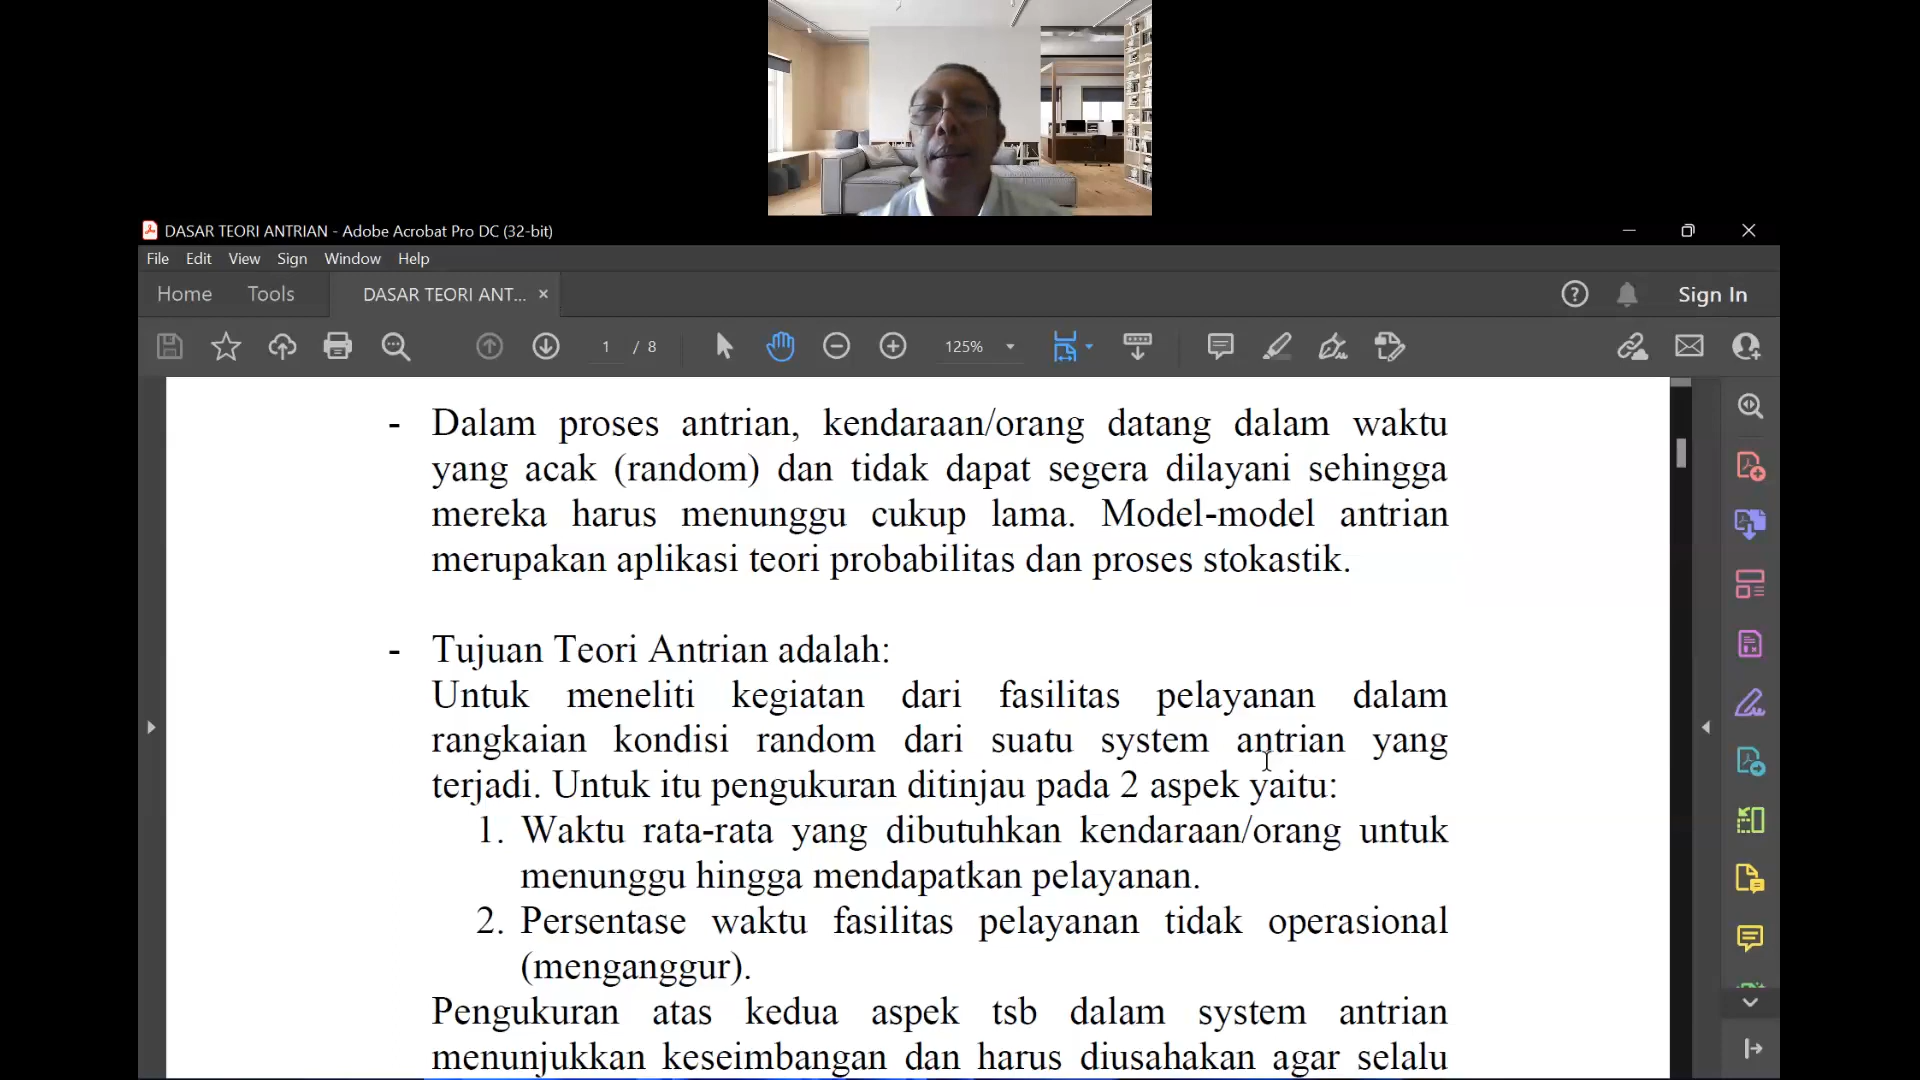 DASAR TEORI ANTRIAN - Adobe Acrobat Pro DC (32-bit)
File Edit View Sign Window Help
Home Tools DASAR TEORI ANT... × Sign In
1 / 8 125%
- Dalam proses antrian, kendaraan/orang datang dalam waktu
yang acak (random) dan tidak dapat segera dilayani sehingga
mereka harus menunggu cukup lama. Model-model antrian
merupakan aplikasi teori probabilitas dan proses stokastik.
- Tujuan Teori Antrian adalah:
Untuk meneliti kegiatan dari fasilitas pelayanan dalam
rangkaian kondisi random dari suatu system antrian yang
terjadi. Untuk itu pengukuran ditinjau pada 2 aspek yaitu:
1. Waktu rata-rata yang dibutuhkan kendaraan/orang untuk
menunggu hingga mendapatkan pelayanan.
2. Persentase waktu fasilitas pelayanan tidak operasional
(menganggur).
Pengukuran atas kedua aspek tsb dalam system antrian
menunjukkan keseimbangan dan harus diusahakan agar selalu